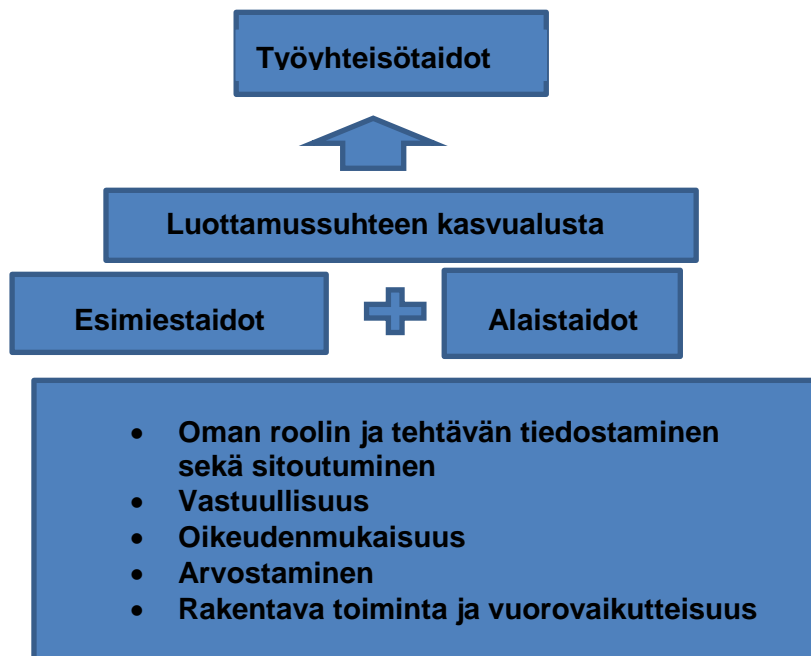 Työyhteisötaidot
Luottamussuhteen kasvualusta
Esimiestaidot
Alaistaidot
• Oman roolin ja tehtävän tiedostaminen
sekä sitoutuminen
• Vastuullisuus
• Oikeudenmukaisuus
• Arvostaminen
• Rakentava toiminta ja vuorovaikutteisuus